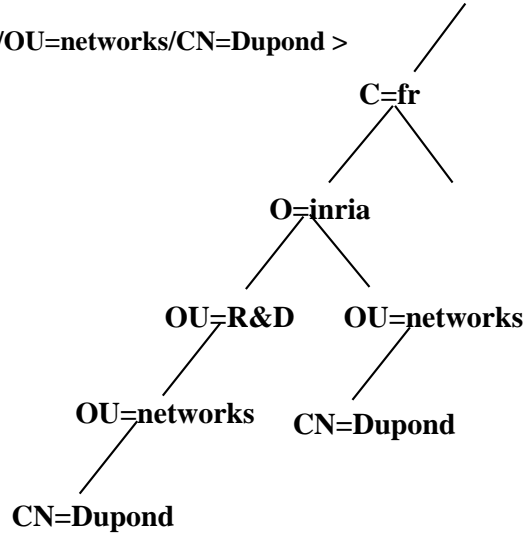 /OU=networks/CN=Dupond >
C=fr
O=inria
OU=R&D OU=networks
OU=networks CN=Dupond
CN=Dupond